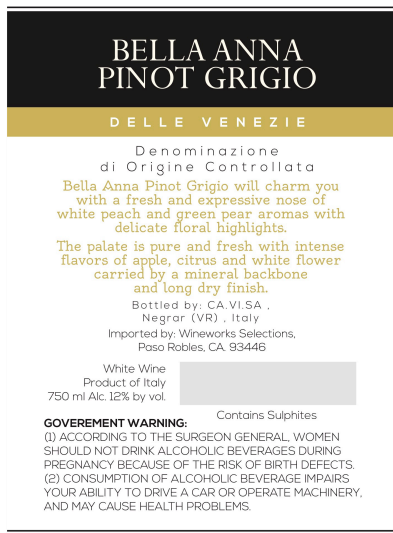 BELLA ANNA
PINOT GRIGIO
DELLE VENEZIE
Denominazione
di Origine Controllata
Bella Anna Pinot Grigio will charm you
with a fresh and expressive nose of
white peach and green pear aromas with
delicate floral highlights.
The palate is pure and fresh with intense
flavors of apple, citrus and white flower
carried by a mineral backbone
and long dry finish.
Bottled by: CA.VI.SA ,
Negrar (VR) , Italy
Imported by: Wineworks Selections,
Paso Robles, CA. 93446
White Wine
Product of Italy
750 ml Alc. 12% by vol.
Contains Sulphites
GOVEREMENT WARNING:
(1) ACCORDING TO THE SURGEON GENERAL, WOMEN
SHOULD NOT DRINK ALCOHOLIC BEVERAGES DURING
PREGNANCY BECAUSE OF THE RISK OF BIRTH DEFECTS.
(2) CONSUMPTION OF ALCOHOLIC BEVERAGE IMPAIRS
YOUR ABILITY TO DRIVE A CAR OR OPERATE MACHINERY,
AND MAY CAUSE HEALTH PROBLEMS.